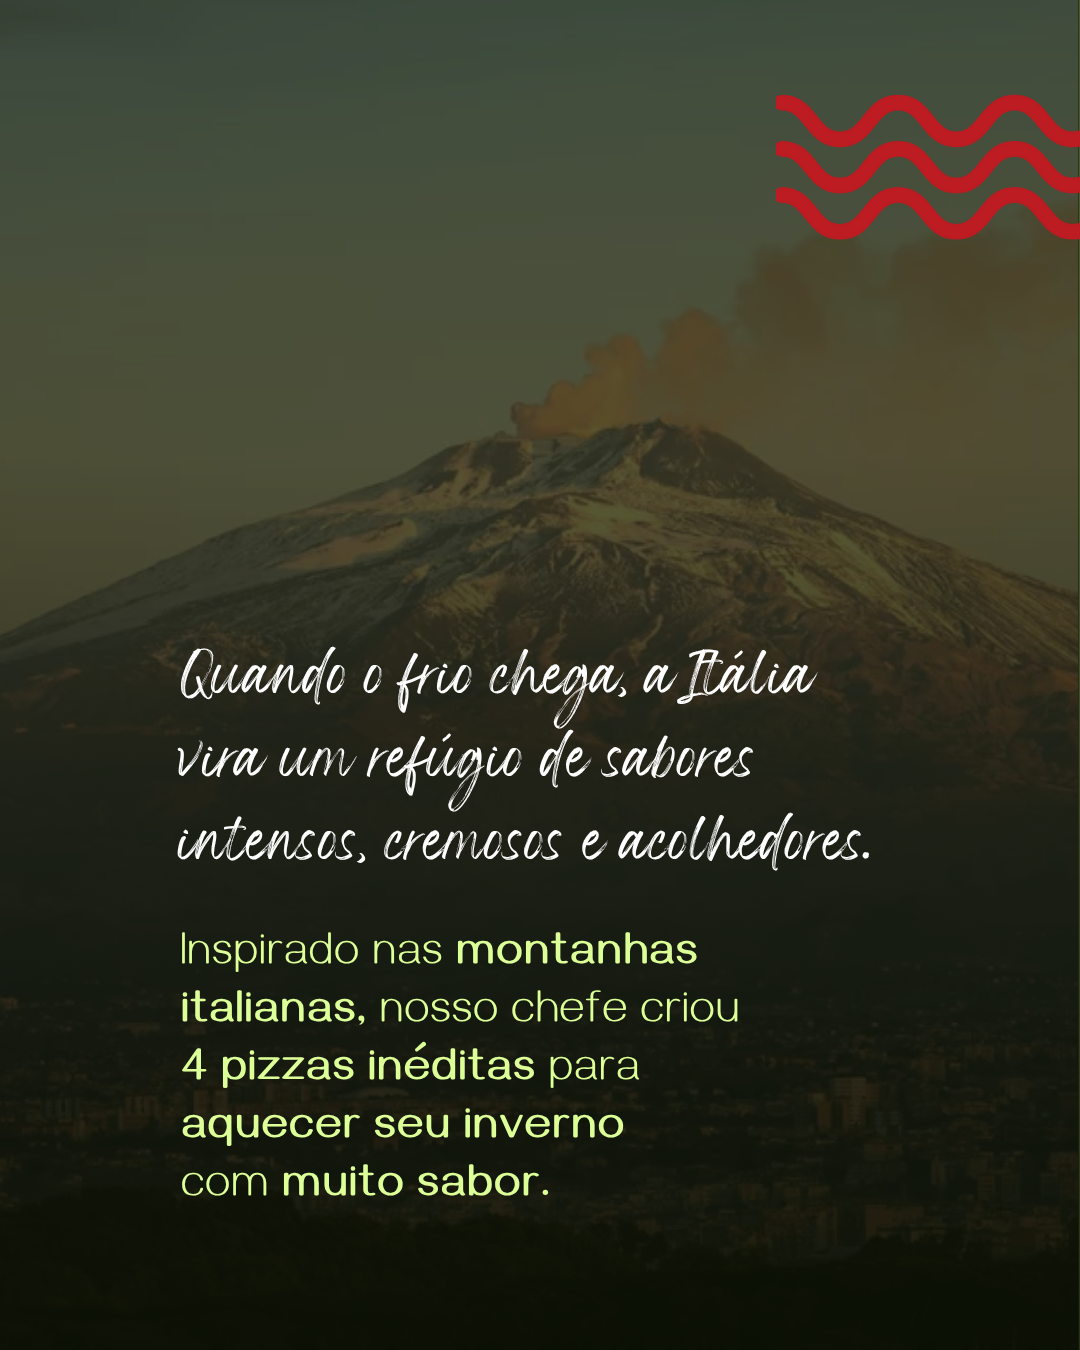 Quando o frio chega, a Itália
vira um refúgio de sabores
intensos, cremosos e acolhedores.
Inspirado nas montanhas
italianas, nosso chefe criou
4 pizzas inéditas para
aquecer seu inverno
com muito sabor.